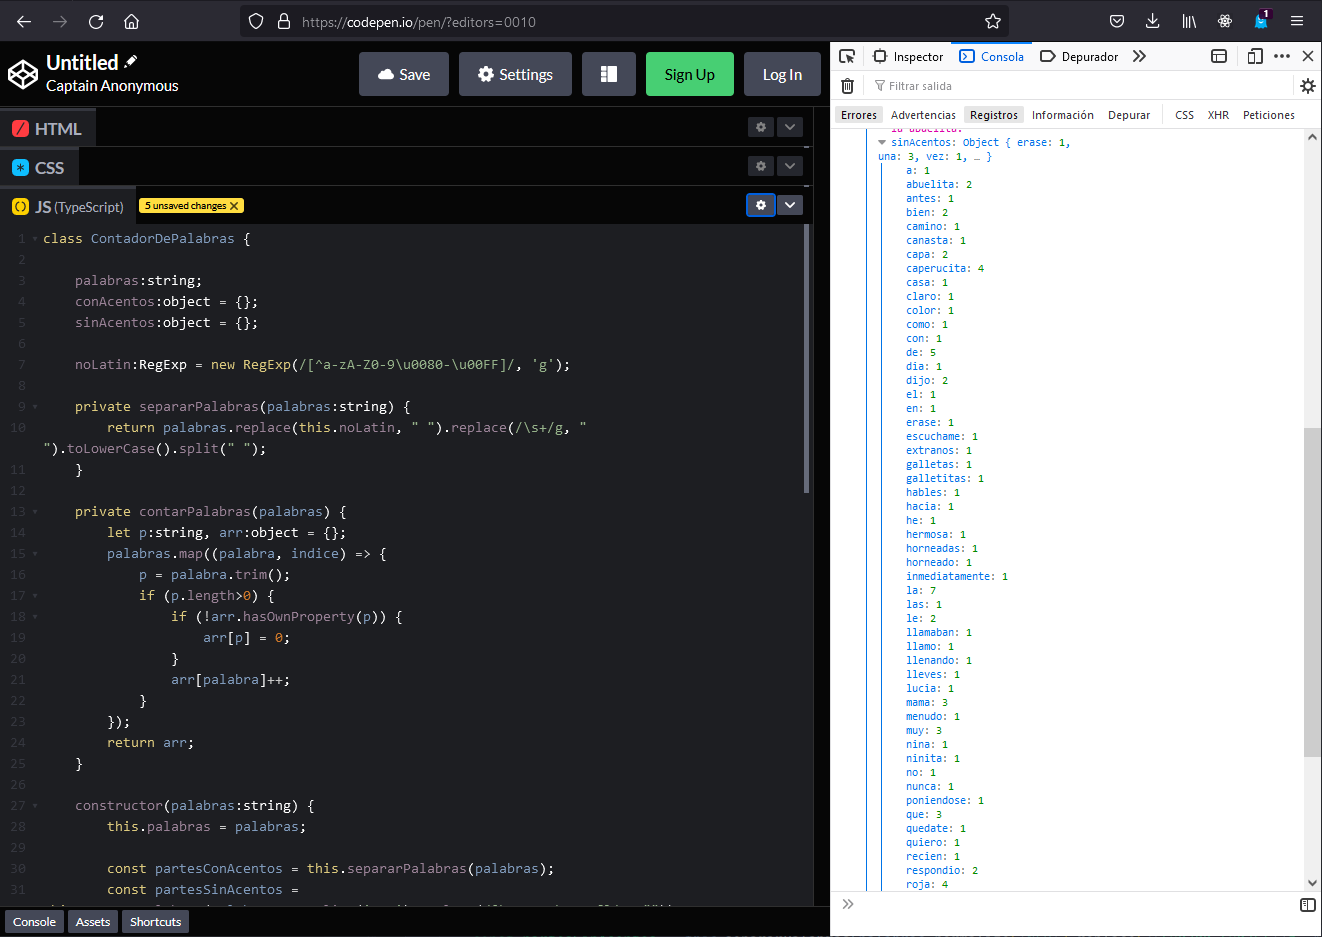 https://codepen.io/pen/?editors=0010
1
Untitled
Captain Anonymous
Save
Settings
Sign Up
Log In
HTML
CSS
JS (TypeScript)
5 unsaved changes X
1 class ContadorDePalabras {
2
3 palabras:string;
4 conAcentos:object = {};
5 sinAcentos:object = {};
6
7 noLatin:RegExp = new RegExp(/[^a-zA-Z0-9\u0080-\u00FF]/, 'g');
8
9 private separarPalabras(palabras:string) {
10 return palabras.replace(this.noLatin, " ").replace(/\s+/g, "
").toLowerCase().split(" ");
11 }
12
13 private contarPalabras(palabras) {
14 let p:string, arr:object = {};
15 palabras.map((palabra, indice) => {
16 p = palabra.trim();
17 if (p.length>0) {
18 if (!arr.hasOwnProperty(p)) {
19 arr[p] = 0;
20 }
21 arr[palabra]++;
22 }
23 });
24 return arr;
25 }
26
27 constructor(palabras:string) {
28 this.palabras = palabras;
29
30 const partesConAcentos = this.separarPalabras(palabras);
31 const partesSinAcentos =
Console
Assets
Shortcuts
Inspector
Consola
Depurador
Filtrar salida
Errores
Advertencias
Registros
Información
Depurar
CSS
XHR
Peticiones
la abuelita.
sinAcentos: Object { erase: 1,
una: 3, vez: 1, … }
a: 1
abuelita: 2
antes: 1
bien: 2
camino: 1
canasta: 1
capa: 2
caperucita: 4
casa: 1
claro: 1
color: 1
como: 1
con: 1
de: 5
dia: 1
dijo: 2
el: 1
en: 1
erase: 1
escuchame: 1
extranos: 1
galletas: 1
galletitas: 1
hables: 1
hacia: 1
he: 1
hermosa: 1
horneadas: 1
horneado: 1
inmediatamente: 1
la: 7
las: 1
le: 2
llamaban: 1
llamo: 1
llenando: 1
lleves: 1
lucia: 1
mama: 3
menudo: 1
muy: 3
nina: 1
ninita: 1
no: 1
nunca: 1
poniendose: 1
que: 3
quedate: 1
quiero: 1
recien: 1
respondio: 2
roja: 4